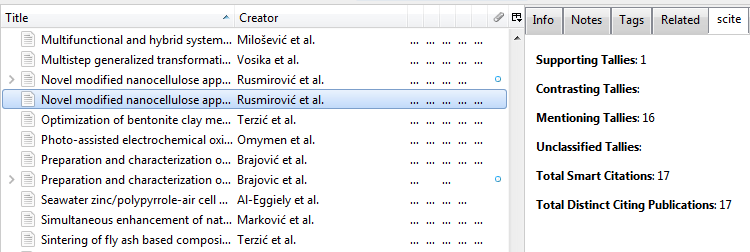 Title Creator
Multifunctional and hybrid system... Milošević et al. ... ... ... ... ...
Multistep generalized transformati... Vosika et al. ... ... ... ... ...
Novel modified nanocellulose app... Rusmirović et al. ... ... ... ...
Novel modified nanocellulose app... Rusmirović et al. ... ... ... ... ...
Optimization of bentonite clay me... Terzić et al. ... ... ... ... ...
Photo-assisted electrochemical oxi... Omymen et al. ... ... ... ... ...
Preparation and characterization o... Brajovic et al. ... ... ... ... ...
Preparation and characterization o... Brajovic et al. ... ...
Seawater zinc/polypyrrole-air cell ... Al-Eggiely et al. ... ... ... ...
Simultaneous enhancement of nat... Marković et al. ... ... ... ... ...
Sintering of fly ash based composi... Terzić et al. ... ... ... ... ...
Info Notes Tags Related scite
Supporting Tallies: 1
Contrasting Tallies:
Mentioning Tallies: 16
Unclassified Tallies:
Total Smart Citations: 17
Total Distinct Citing Publications: 17